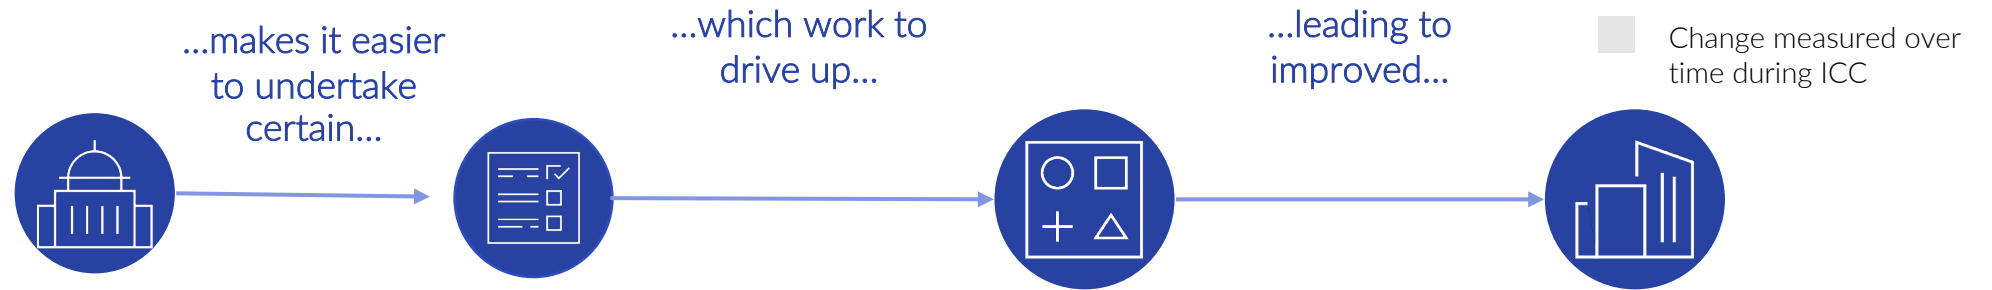 ...makes it easier
to undertake
certain...
...which work to
drive up...
...leading to
improved...
Change measured over
time during ICC